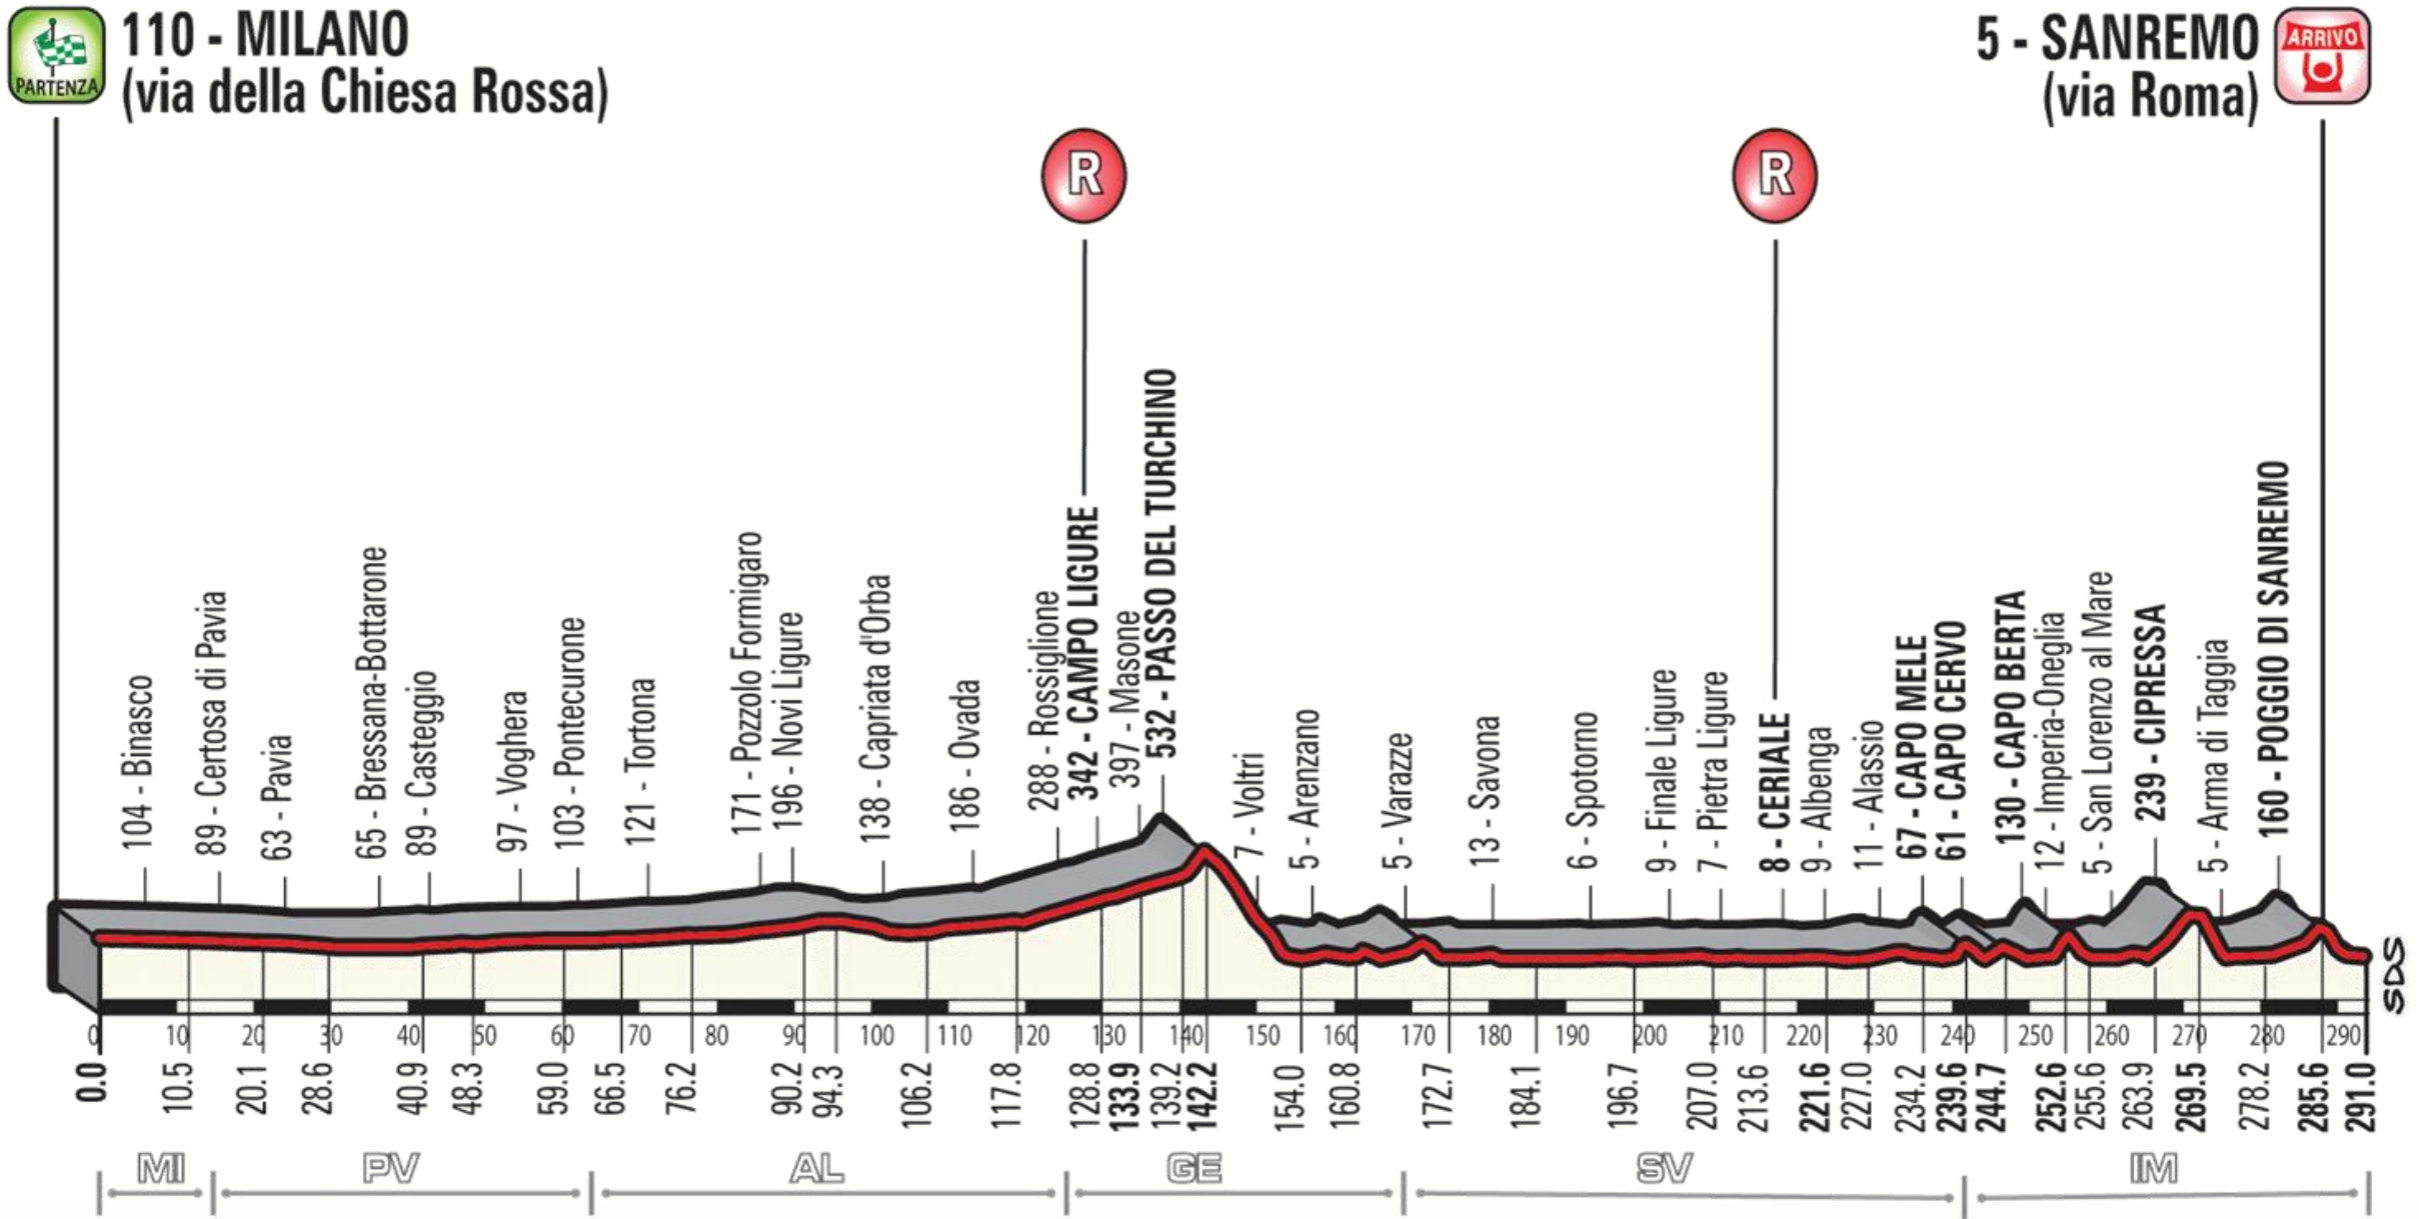 PARTENZA
110 - MILANO
(via della Chiesa Rossa)
5 - SANREMO
(via Roma)
ARRIVO
R
R
104 - Binasco
89 - Certosa di Pavia
63 - Pavia
65 - Bressana-Bottarone
89 - Casteggio
97 - Voghera
103 - Pontecurone
121 - Tortona
171 - Pozzolo Formigaro
196 - Novi Ligure
138 - Capriata d'Orba
186 - Ovada
288 - Rossiglione
342 - CAMPO LIGURE
397 - Masone
532 - PASSO DEL TURCHINO
7 - Voltri
5 - Arenzano
5 - Varazze
13 - Savona
6 - Spotorno
9 - Finale Ligure
7 - Pietra Ligure
8 - CERIALE
9 - Albenga
11 - Alassio
67 - CAPO MELE
61 - CAPO CERVO
130 - CAPO BERTA
12 - Imperia-Oneglia
5 - San Lorenzo al Mare
239 - CIPRESSA
5 - Arma di Taggia
160 - POGGIO DI SANREMO
SDS
0 10 20 30 40 50 60 70 80 90 100 110 120 130 140 150 160 170 180 190 200 210 220 230 240 250 260 270 280 290
0.0 10.5 20.1 28.6 40.9 48.3 59.0 66.5 76.2 90.2 94.3 106.2 117.8 128.8 133.9 139.2 142.2 154.0 160.8 172.7 184.1 196.7 207.0 213.6 221.6 227.0 234.2 239.6 244.7 252.6 255.6 263.9 269.5 278.2 285.6 291.0
MI PV AL GE SV IM